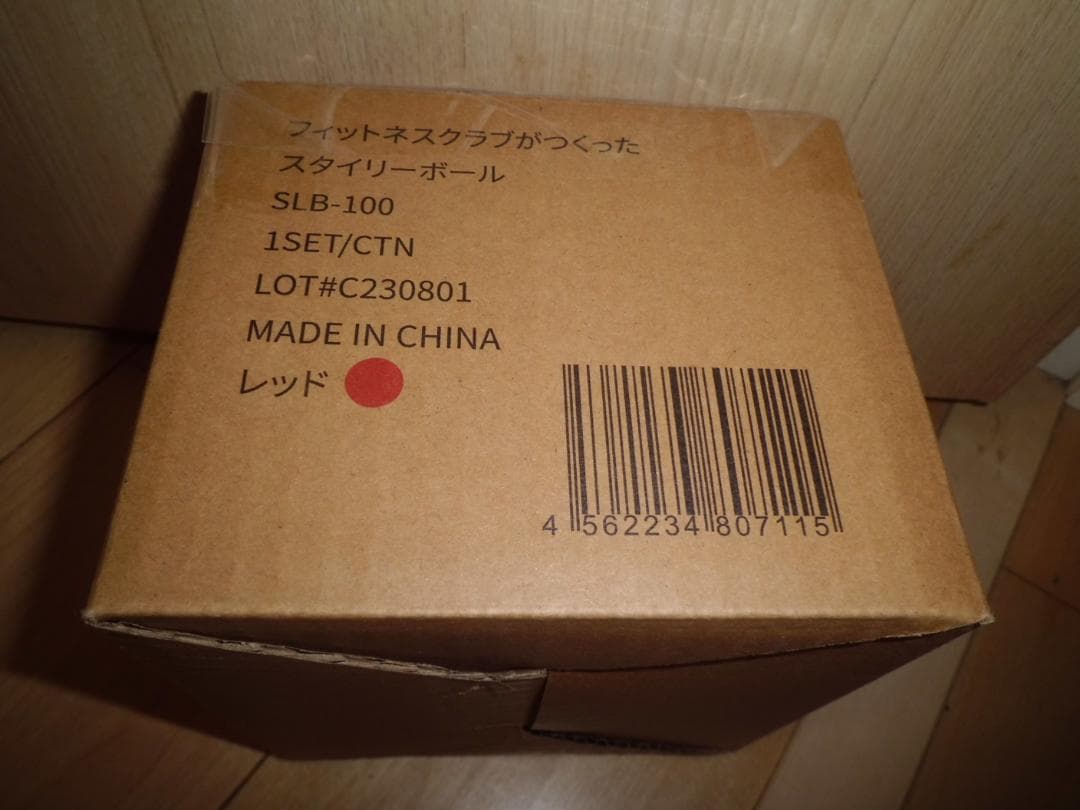 フィットネスクラブがつくった
スタイリーボール
SLB-100
1SET/CTN
LOT#C230801
MADE IN CHINA
レッド
4 562234 807115